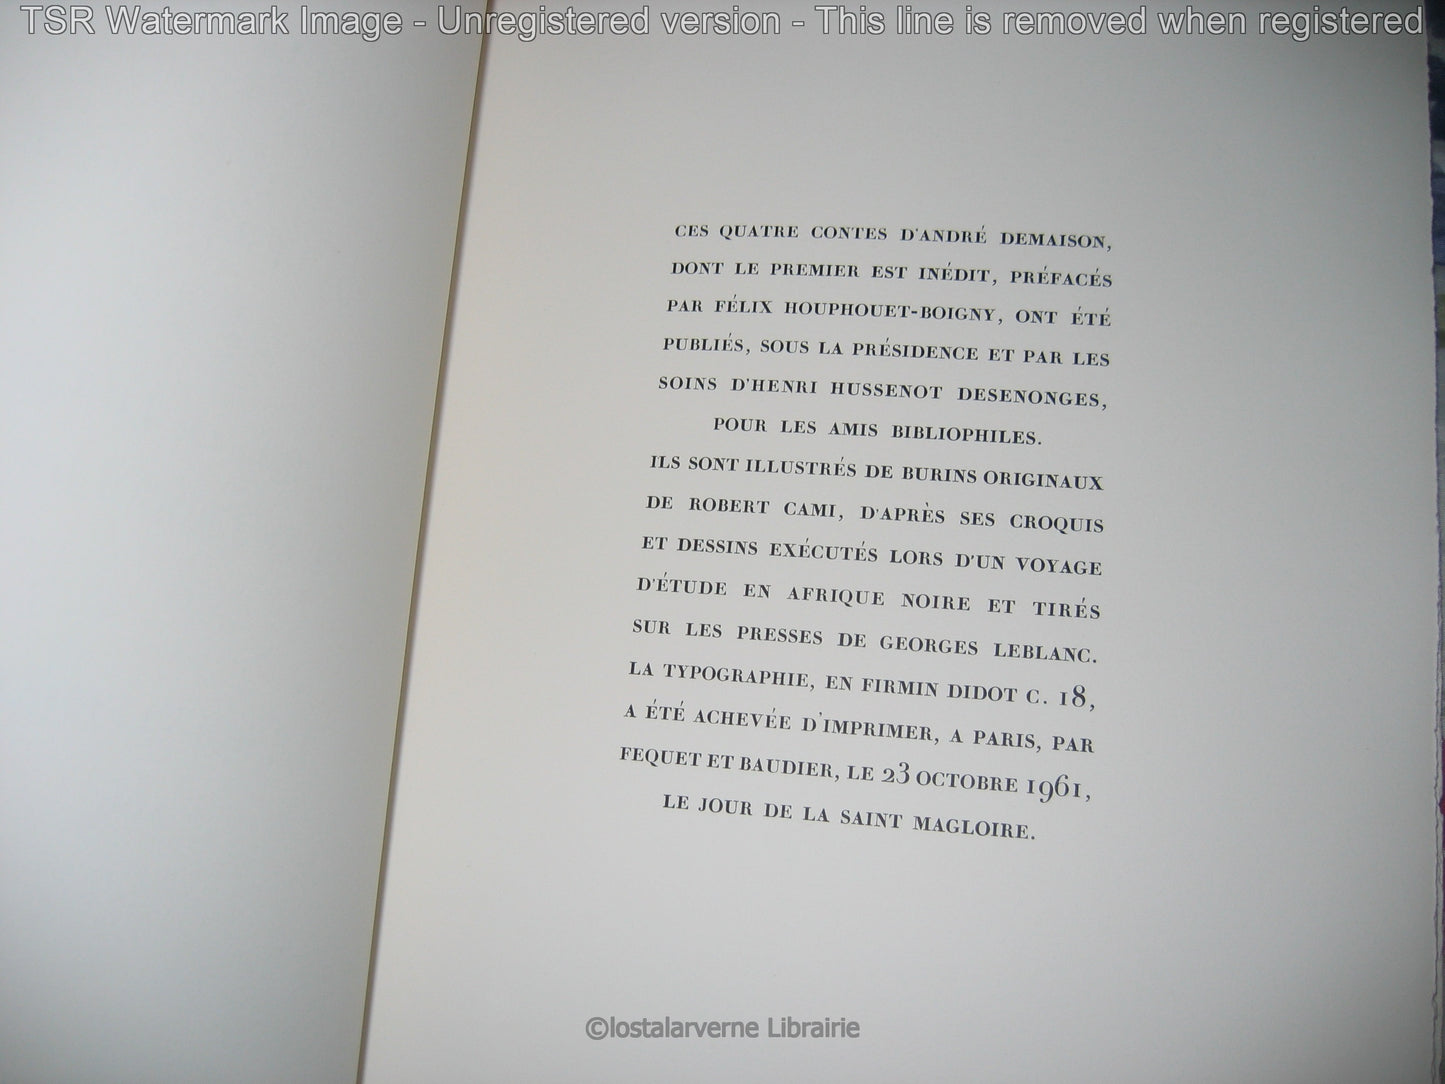 TSR Watermark Image - Unregistered version - This line is removed when registered
CES QUATRE CONTES D'ANDRÉ DEMAISON,
DONT LE PREMIER EST INÉDIT, PRÉFACÉS
PAR FÉLIX HOUPHOUET-BOIGNY, ONT ÉTÉ
PUBLIÉS, SOUS LA PRÉSIDENCE ET PAR LES
SOINS D'HENRI HUSSENOT DESENONGES,
POUR LES AMIS BIBLIOPHILES.
ILS SONT ILLUSTRÉS DE BURINS ORIGINAUX
DE ROBERT CAMI, D'APRÈS SES CROQUIS
ET DESSINS EXÉCUTÉS LORS D'UN VOYAGE
D'ÉTUDE EN AFRIQUE NOIRE ET TIRÉS
SUR LES PRESSES DE GEORGES LEBLANC.
LA TYPOGRAPHIE, EN FIRMIN DIDOT C. 18,
A ÉTÉ ACHEVÉE D'IMPRIMER, A PARIS, PAR
FEQUET ET BAUDIER, LE 23 OCTOBRE 1961,
LE JOUR DE LA SAINT MAGLOIRE.
©lostalarverne Librairie